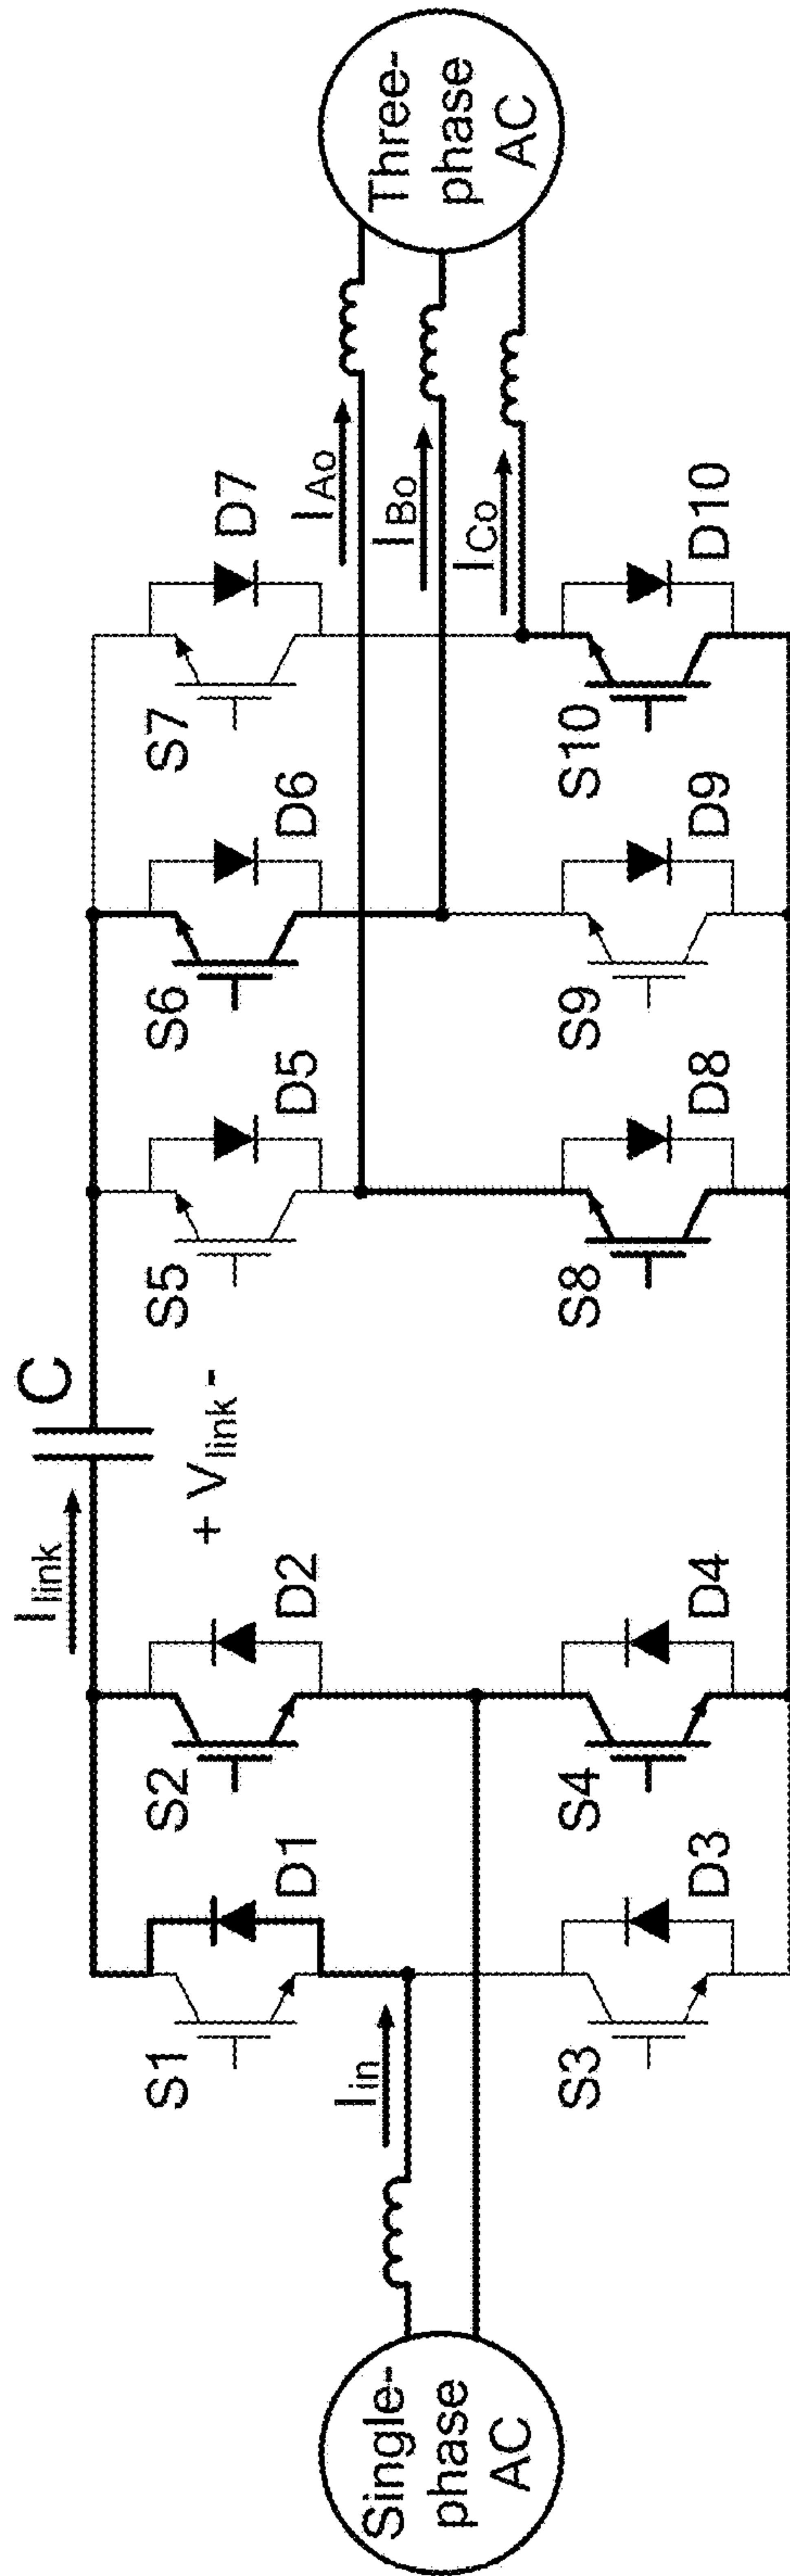 Single-
phase
AC
I_in
S1
D1
S2
D2
S3
D3
S4
D4
I_link
C
+ V_link -
S5
D5
S6
D6
S7
D7
S8
D8
S9
D9
S10
D10
I_Ao
I_Bo
I_Co
Three-
phase
AC